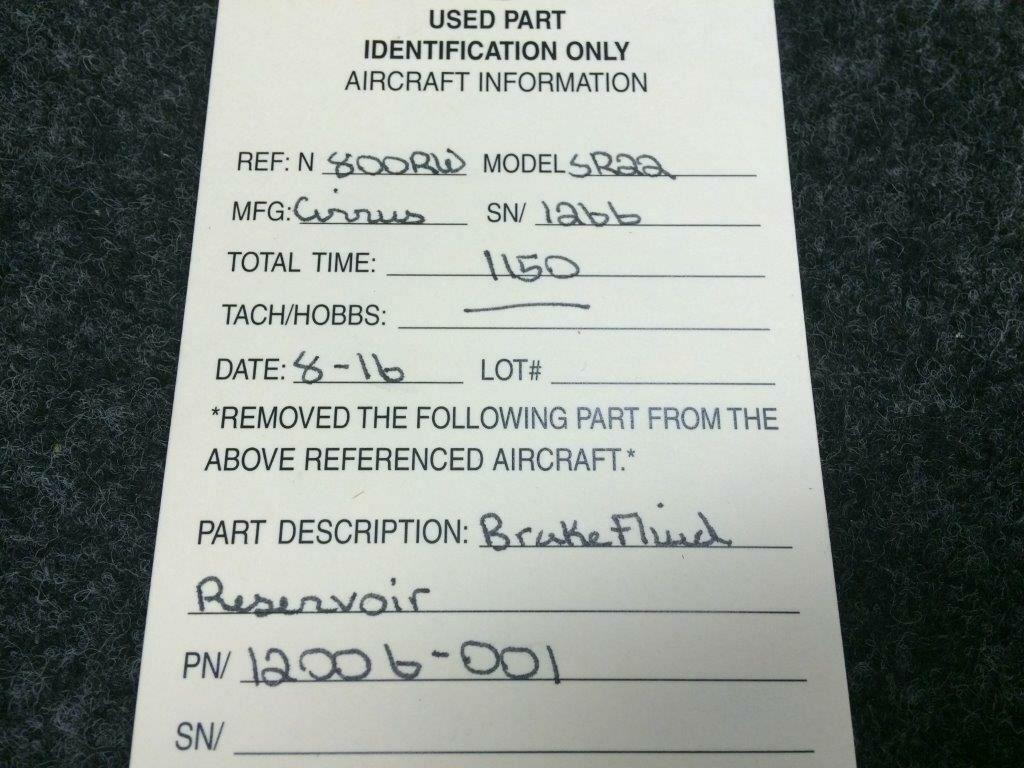 USED PART
IDENTIFICATION ONLY
AIRCRAFT INFORMATION
REF: N 800RW MODEL SR22
MFG: Cirrus SN/ 1266
TOTAL TIME: 1150
TACH/HOBBS: —
DATE: 8-16 LOT#
*REMOVED THE FOLLOWING PART FROM THE
ABOVE REFERENCED AIRCRAFT.*
PART DESCRIPTION: Brake Fluid
Reservoir
PN/ 12006-001
SN/